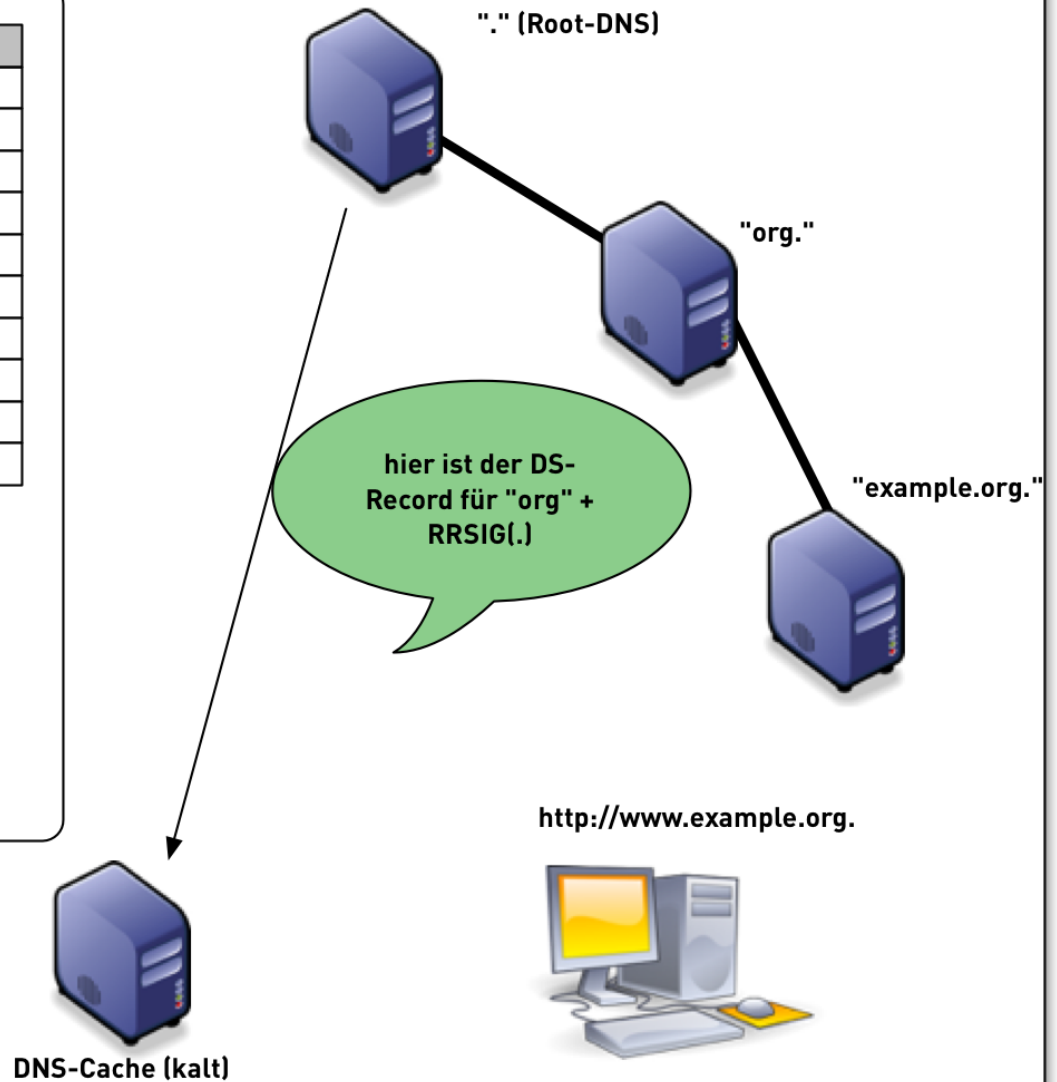 "." (Root-DNS)
"org."
hier ist der DS-
Record für "org" +
RRSIG(.)
"example.org."
http://www.example.org.
DNS-Cache (kalt)